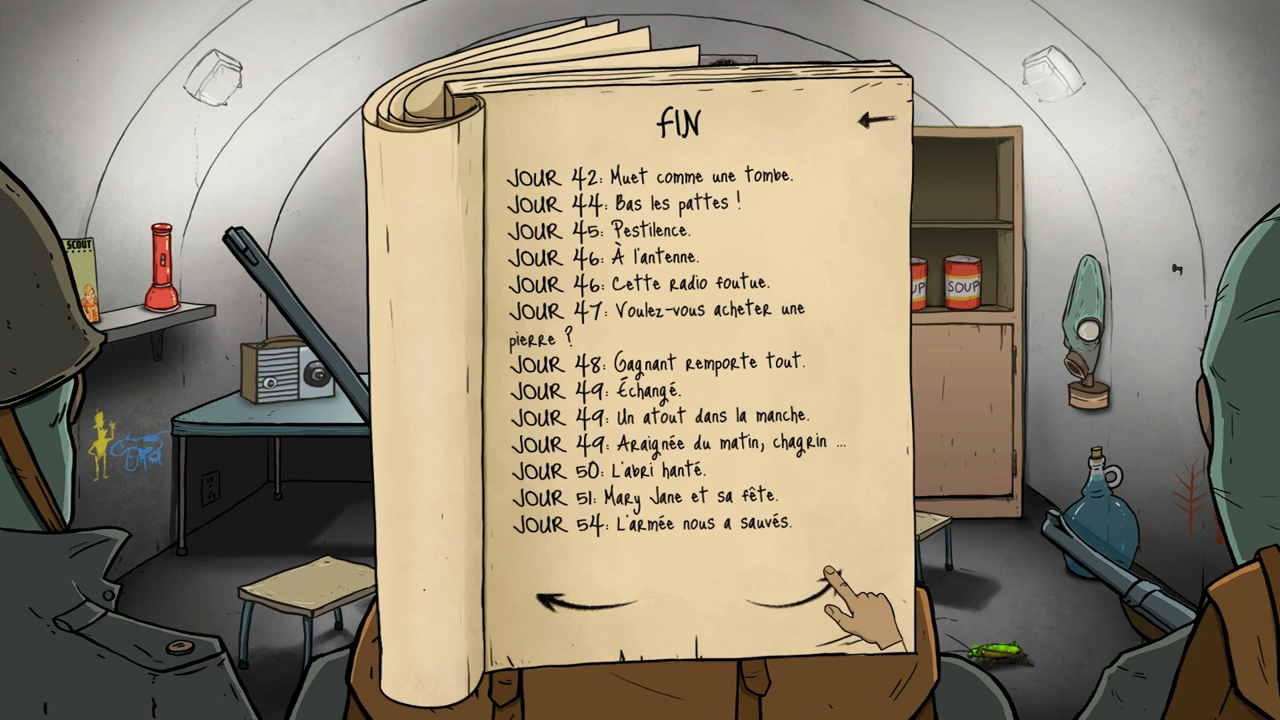 FIN
JOUR 42: Muet comme une tombe.
JOUR 44: Bas les pattes !
JOUR 45: Pestilence.
JOUR 46: À l'antenne.
JOUR 46: Cette radio foutue.
JOUR 47: Voulez-vous acheter une
pierre ?
JOUR 48: Gagnant remporte tout.
JOUR 49: Échangé.
JOUR 49: Un atout dans la manche.
JOUR 49: Araignée du matin, chagrin ...
JOUR 50: L'abri hanté.
JOUR 51: Mary Jane et sa fête.
JOUR 54: L'armée nous a sauvés.
SCOUT
UP
SOUP